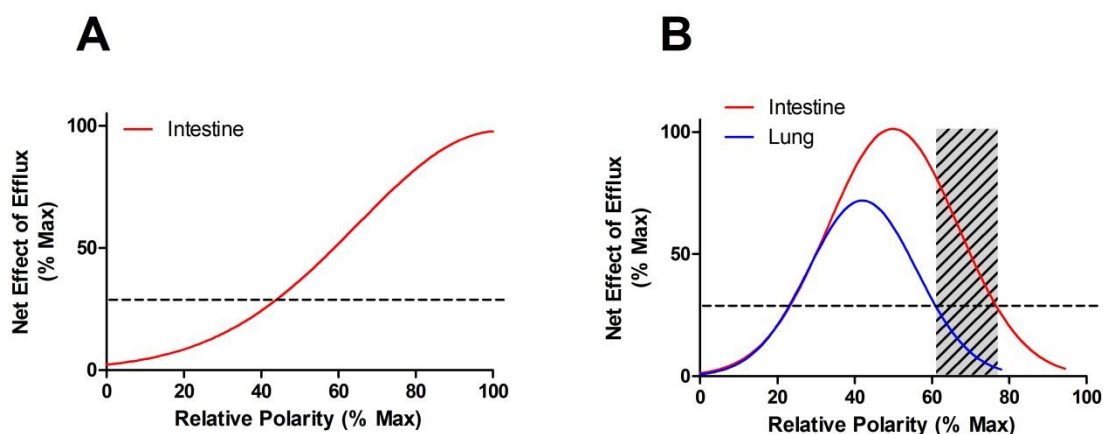 A
Intestine
Net Effect of Efflux
(% Max)
100
50
0
0 20 40 60 80 100
Relative Polarity (% Max)
B
Intestine
Lung
Net Effect of Efflux
(% Max)
100
50
0
0 20 40 60 80 100
Relative Polarity (% Max)